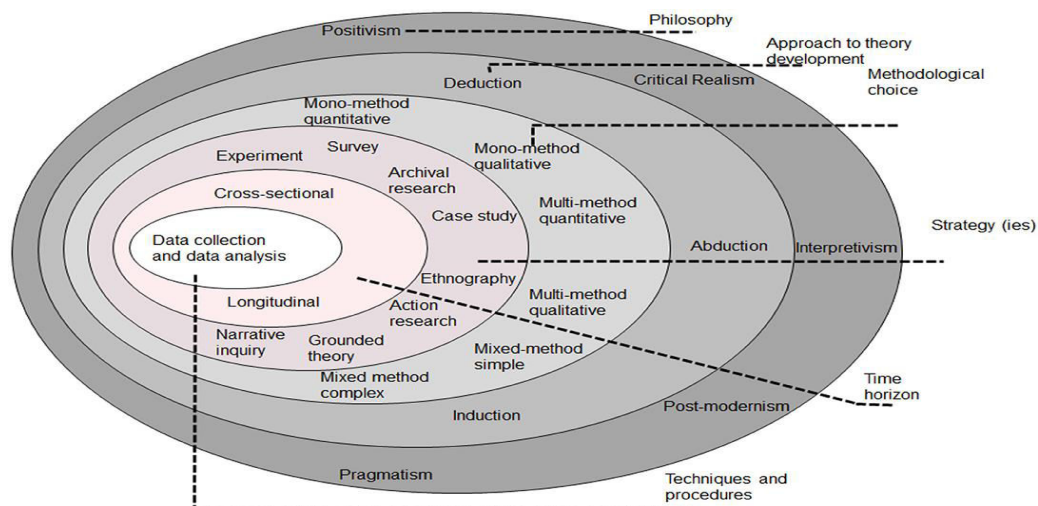 Philosophy
Positivism
Approach to theory
development
Deduction
Critical Realism
Methodological
choice
Mono-method
quantitative
Survey
Experiment
Mono-method
qualitative
Archival
research
Cross-sectional
Case study
Multi-method
quantitative
Strategy (ies)
Data collection
and data analysis
Abduction
Interpretivism
Ethnography
Longitudinal
Action
research
Multi-method
qualitative
Narrative
inquiry
Grounded
theory
Mixed-method
simple
Mixed method
complex
Time
horizon
Induction
Post-modernism
Pragmatism
Techniques and
procedures